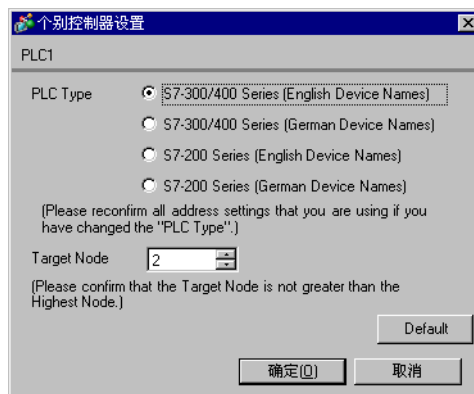 个别控制器设置
PLC1
PLC Type
S7-300/400 Series (English Device Names)
S7-300/400 Series (German Device Names)
S7-200 Series (English Device Names)
S7-200 Series (German Device Names)
(Please reconfirm all address settings that you are using if you
have changed the "PLC Type".)
Target Node 2
(Please confirm that the Target Node is not greater than the
Highest Node.)
Default
确定(O) 取消